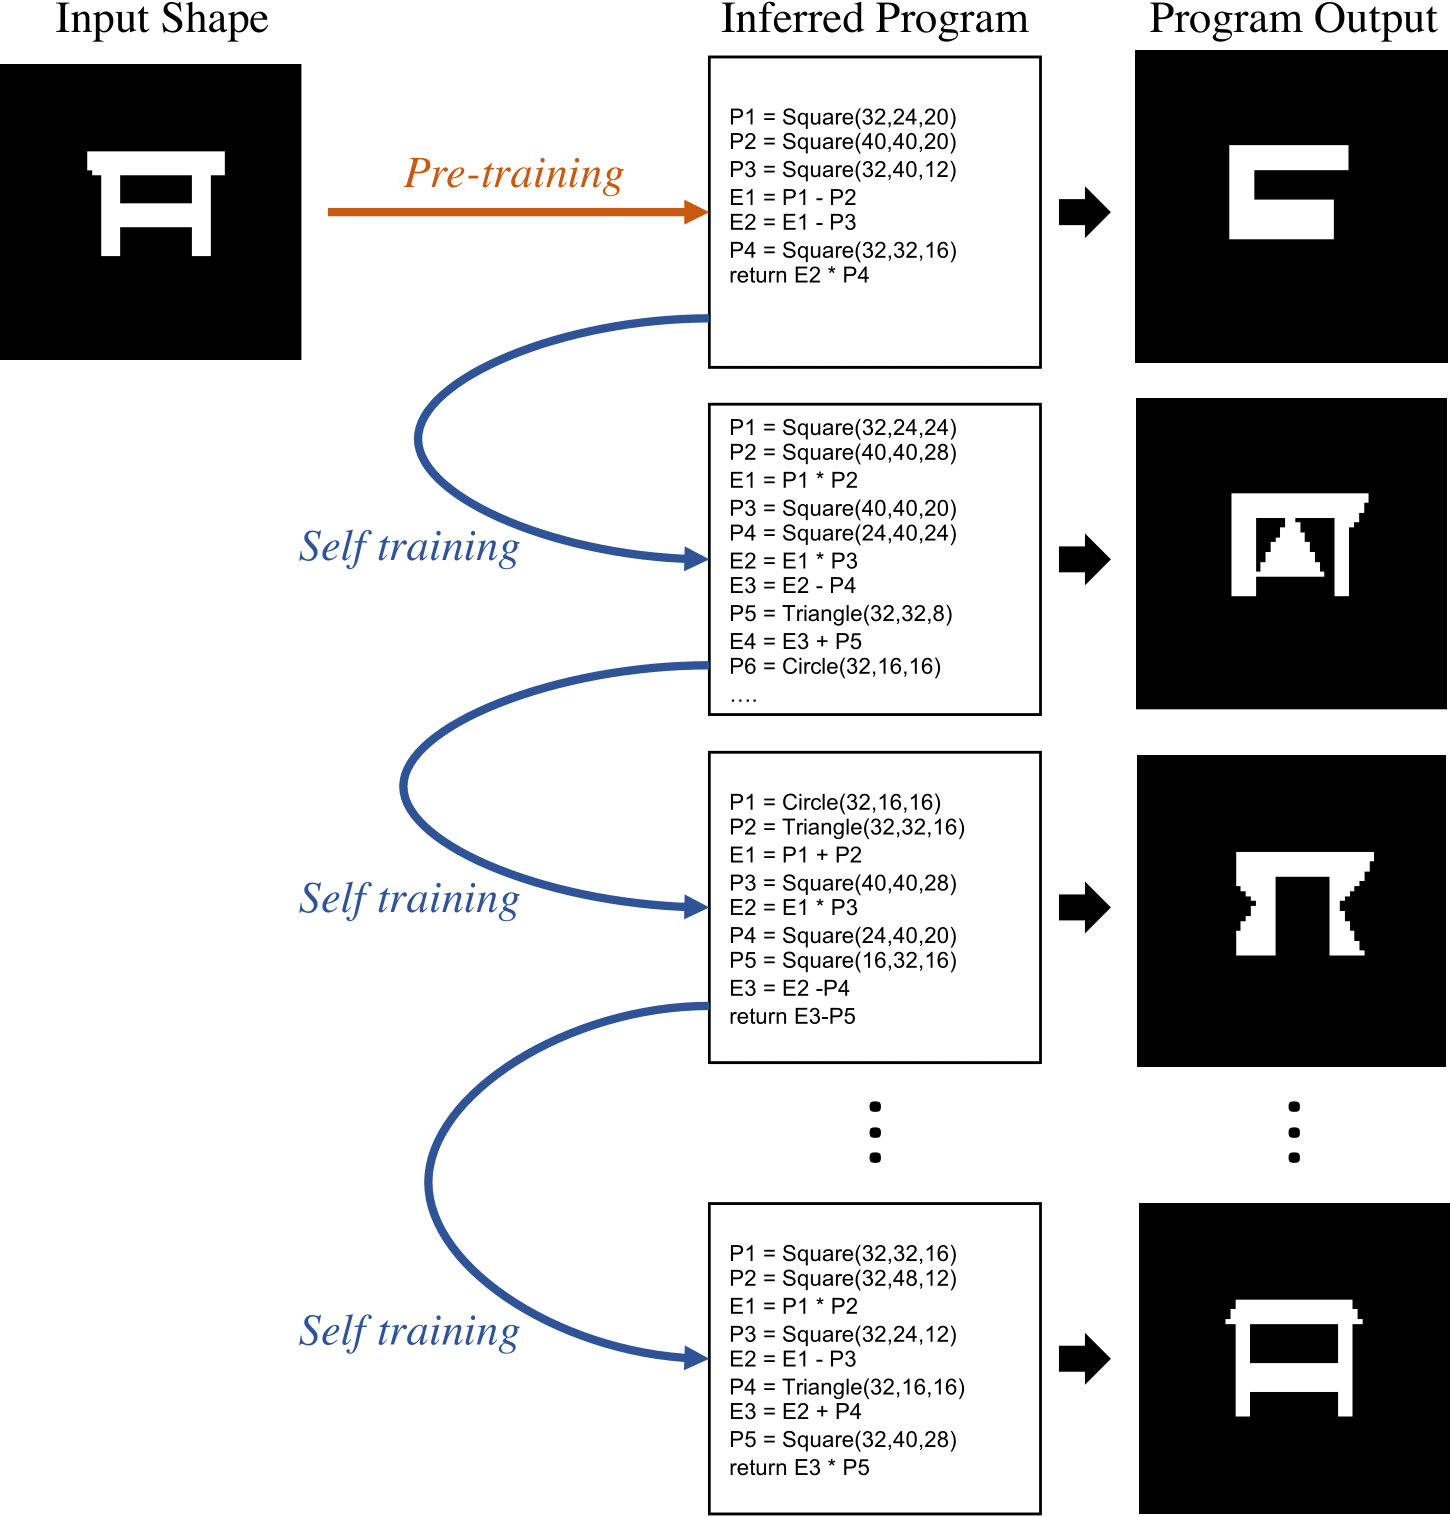 Input Shape
Inferred Program
Program Output
Pre-training
P1 = Square(32,24,20)
P2 = Square(40,40,20)
P3 = Square(32,40,12)
E1 = P1 - P2
E2 = E1 - P3
P4 = Square(32,32,16)
return E2 * P4
Self training
P1 = Square(32,24,24)
P2 = Square(40,40,28)
E1 = P1 * P2
P3 = Square(40,40,20)
P4 = Square(24,40,24)
E2 = E1 * P3
E3 = E2 - P4
P5 = Triangle(32,32,8)
E4 = E3 + P5
P6 = Circle(32,16,16)
....
Self training
P1 = Circle(32,16,16)
P2 = Triangle(32,32,16)
E1 = P1 + P2
P3 = Square(40,40,28)
E2 = E1 * P3
P4 = Square(24,40,20)
P5 = Square(16,32,16)
E3 = E2 -P4
return E3-P5
Self training
P1 = Square(32,32,16)
P2 = Square(32,48,12)
E1 = P1 * P2
P3 = Square(32,24,12)
E2 = E1 - P3
P4 = Triangle(32,16,16)
E3 = E2 + P4
P5 = Square(32,40,28)
return E3 * P5